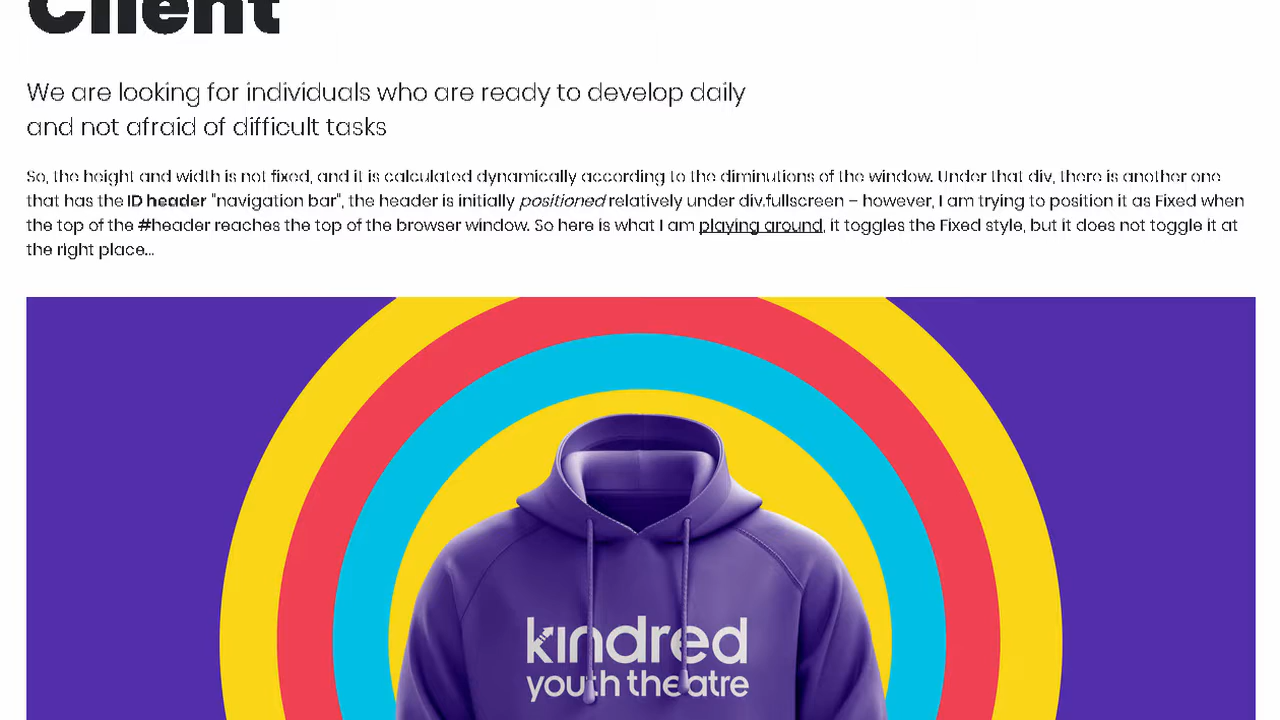 Client
We are looking for individuals who are ready to develop daily
and not afraid of difficult tasks
So, the height and width is not fixed, and it is calculated dynamically according to the diminutions of the window. Under that div, there is another one
that has the ID header "navigation bar", the header is initially positioned relatively under div.fullscreen – however, I am trying to position it as Fixed when
the top of the #header reaches the top of the browser window. So here is what I am playing around, it toggles the Fixed style, but it does not toggle it at
the right place...
kindred
youth theatre